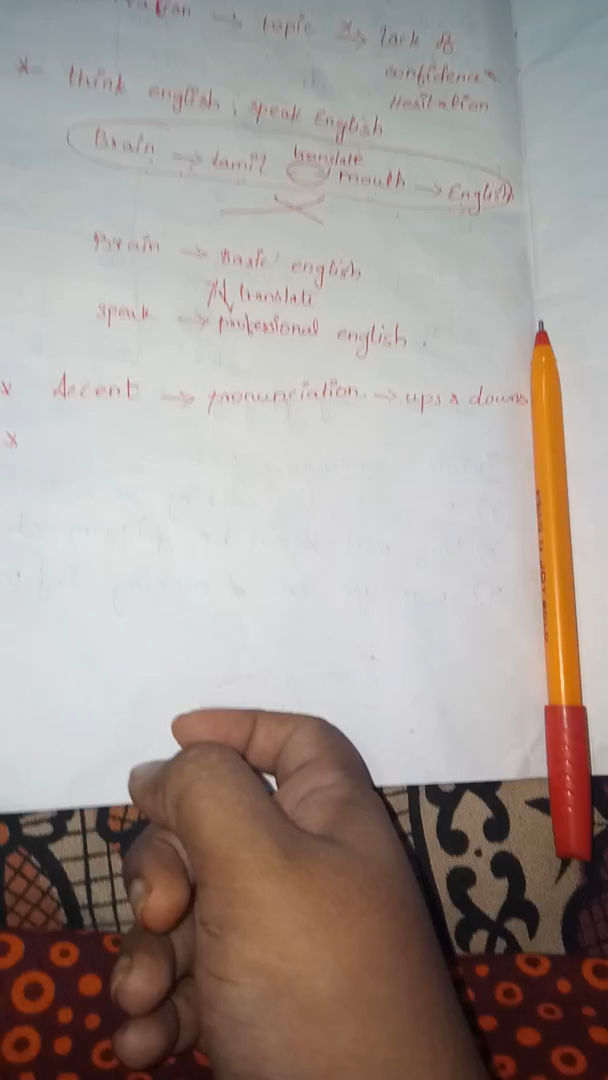 → topic → lack of
confidence
Hesitation
* think english, speak English
Brain → tamil translate mouth → English
Brain → basic english
translate
speak → professional english.
x Accent → pronunciation. → ups & downs
x